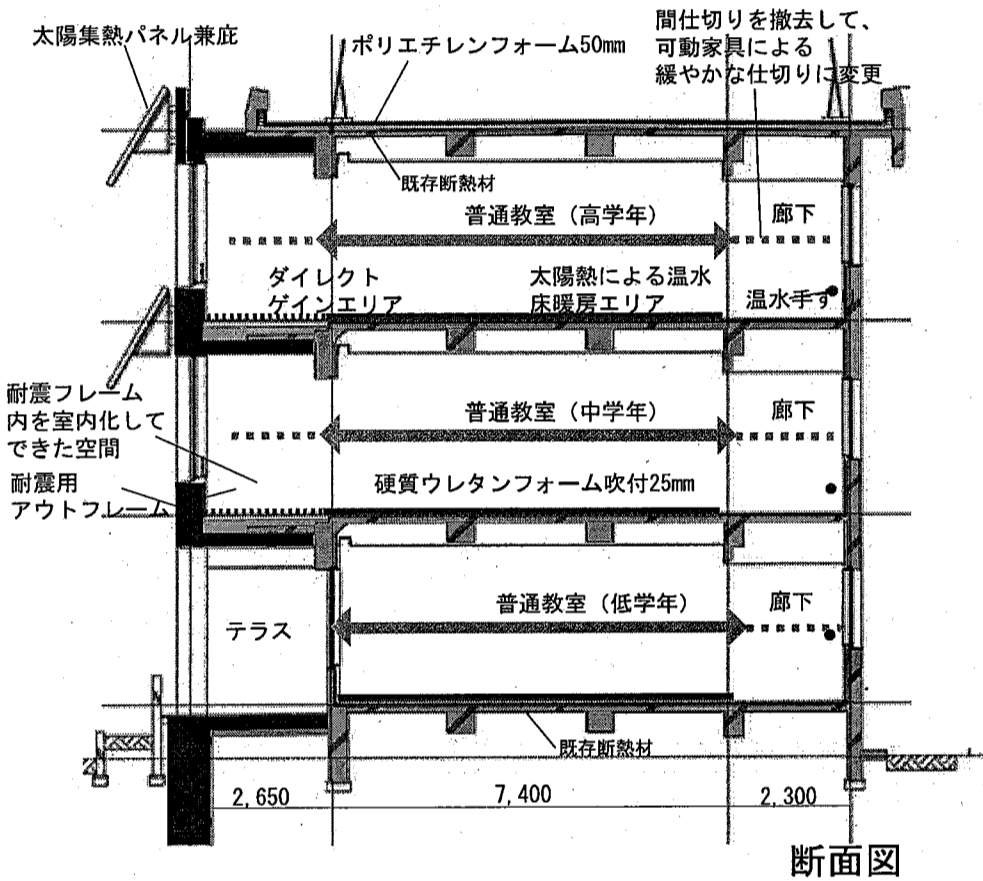 太陽集熱パネル兼庇
ポリエチレンフォーム50mm
間仕切りを撤去して、
可動家具による
緩やかな仕切りに変更
既存断熱材
普通教室（高学年）
廊下
ダイレクト
ゲインエリア
太陽熱による温水
床暖房エリア
温水手す
耐震フレーム
内を室内化して
できた空間
普通教室（中学年）
廊下
耐震用
アウトフレーム
硬質ウレタンフォーム吹付25mm
普通教室（低学年）
廊下
テラス
既存断熱材
2,650
7,400
2,300
断面図